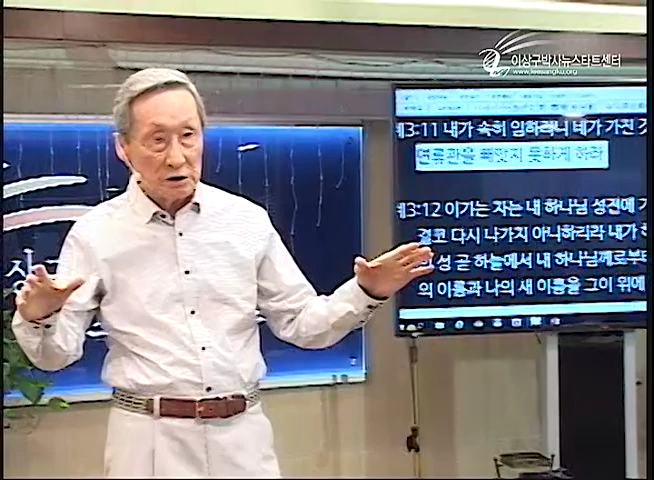 이상구박사뉴스타트센터
www.leesangku.org
계3:11 내가 속히 임하리니 네가 가진 것
면류관을 빼앗지 못하게 하라
계3:12 이기는 자는 내 하나님 성전에 기
결코 다시 나가지 아니하리라 내가 하
성 곧 하늘에서 내 하나님께로부터
의 이름과 나의 새 이름을 그이 위에